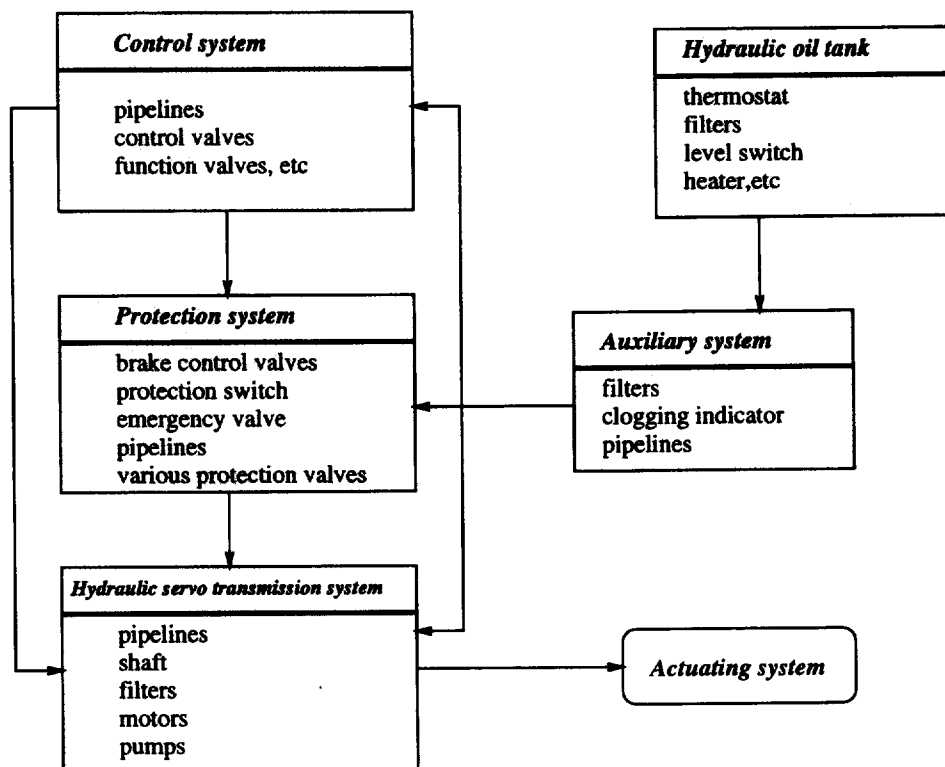 Control system
pipelines
control valves
function valves, etc
Hydraulic oil tank
thermostat
filters
level switch
heater,etc
Protection system
brake control valves
protection switch
emergency valve
pipelines
various protection valves
Auxiliary system
filters
clogging indicator
pipelines
Hydraulic servo transmission system
pipelines
shaft
filters
motors
pumps
Actuating system